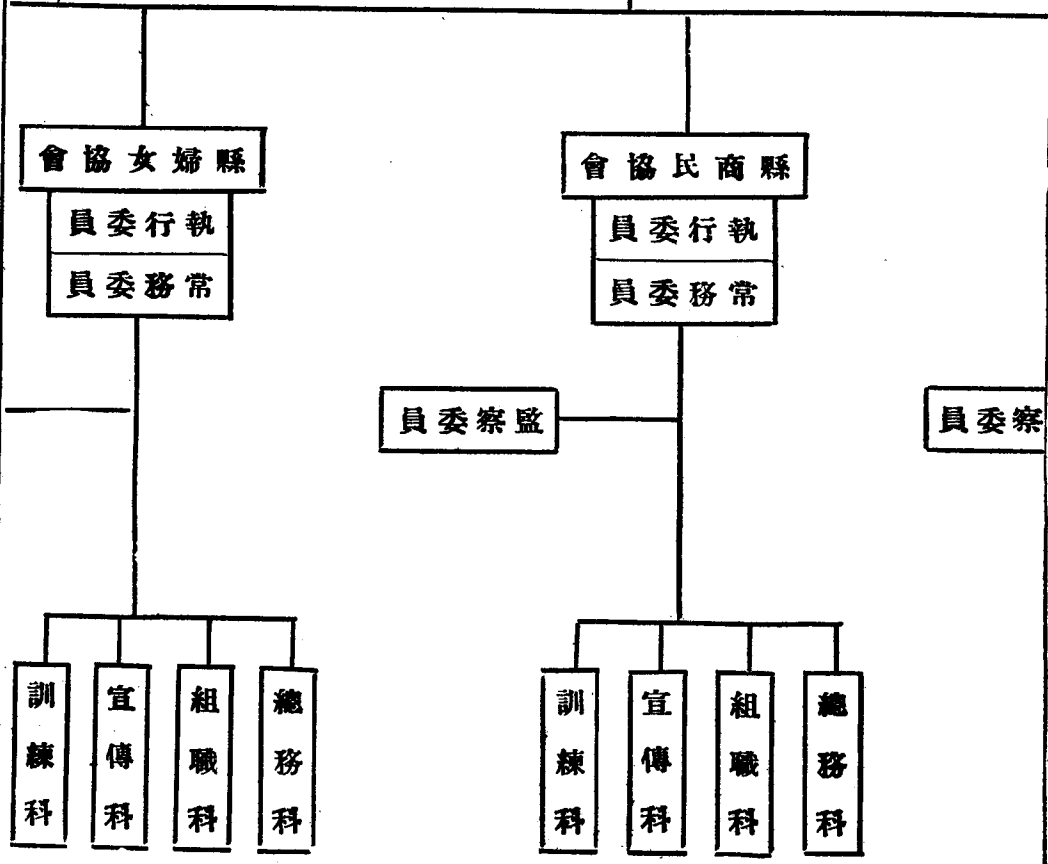 縣商民協會
執行委員
常務委員
察委員
監察委員
總務科
組職科
宣傳科
訓練科
縣婦女協會
執行委員
常務委員
總務科
組職科
宣傳科
訓練科